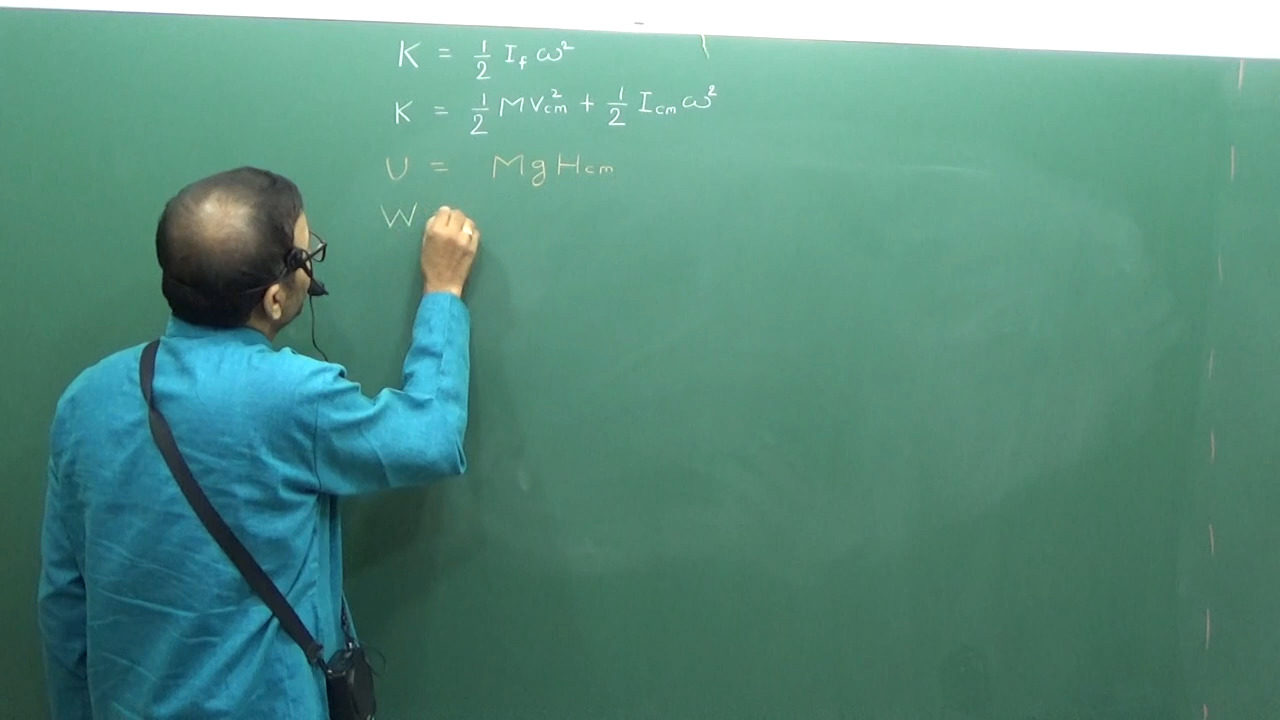 K = 1/2 I_f ω²
K = 1/2 M V_cm² + 1/2 I_cm ω²
U = M g H_cm
W